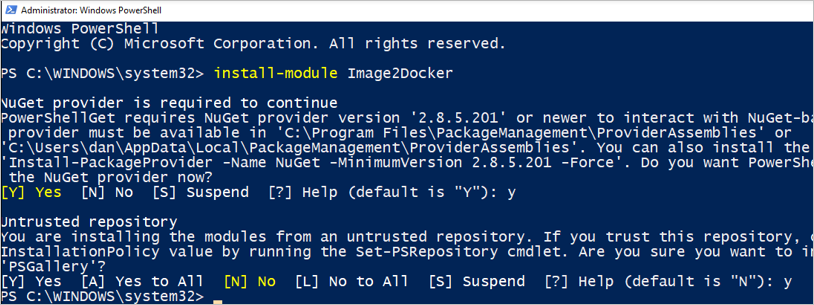 Administrator: Windows PowerShell
Windows PowerShell
Copyright (C) Microsoft Corporation. All rights reserved.
PS C:\WINDOWS\system32> install-module Image2Docker
NuGet provider is required to continue
PowerShellGet requires NuGet provider version '2.8.5.201' or newer to interact with NuGet-ba
provider must be available in 'C:\Program Files\PackageManagement\ProviderAssemblies' or
'C:\Users\dan\AppData\Local\PackageManagement\ProviderAssemblies'. You can also install the
'Install-PackageProvider -Name NuGet -MinimumVersion 2.8.5.201 -Force'. Do you want PowerShe
the NuGet provider now?
[Y] Yes [N] No [S] Suspend [?] Help (default is "Y"): y
Untrusted repository
You are installing the modules from an untrusted repository. If you trust this repository, c
InstallationPolicy value by running the Set-PSRepository cmdlet. Are you sure you want to in
'PSGallery'?
[Y] Yes [A] Yes to All [N] No [L] No to All [S] Suspend [?] Help (default is "N"): y
PS C:\WINDOWS\system32>